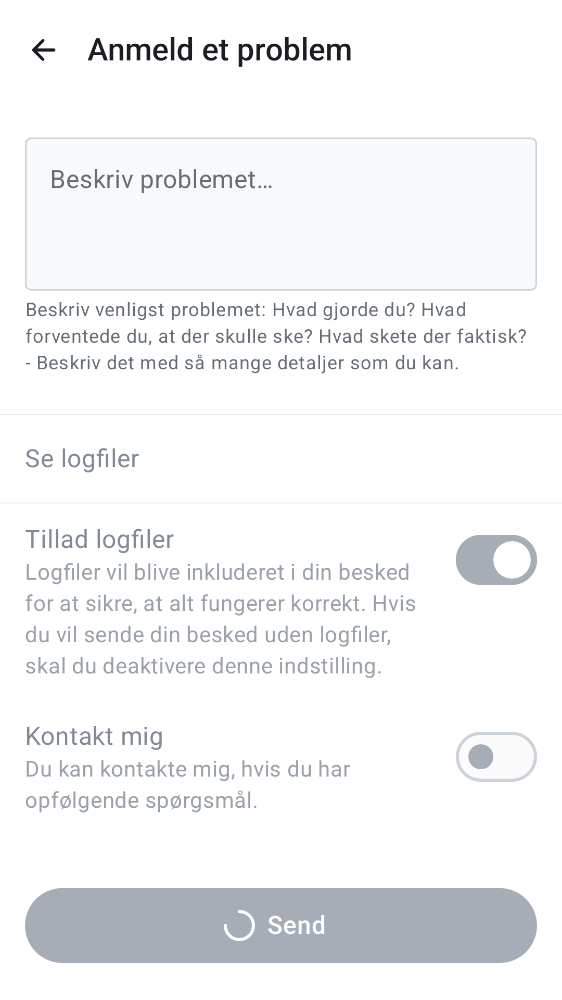 Anmeld et problem
Beskriv problemet...
Beskriv venligst problemet: Hvad gjorde du? Hvad
forventede du, at der skulle ske? Hvad skete der faktisk?
- Beskriv det med så mange detaljer som du kan.
Se logfiler
Tillad logfiler
Logfiler vil blive inkluderet i din besked
for at sikre, at alt fungerer korrekt. Hvis
du vil sende din besked uden logfiler,
skal du deaktivere denne indstilling.
Kontakt mig
Du kan kontakte mig, hvis du har
opfølgende spørgsmål.
Send